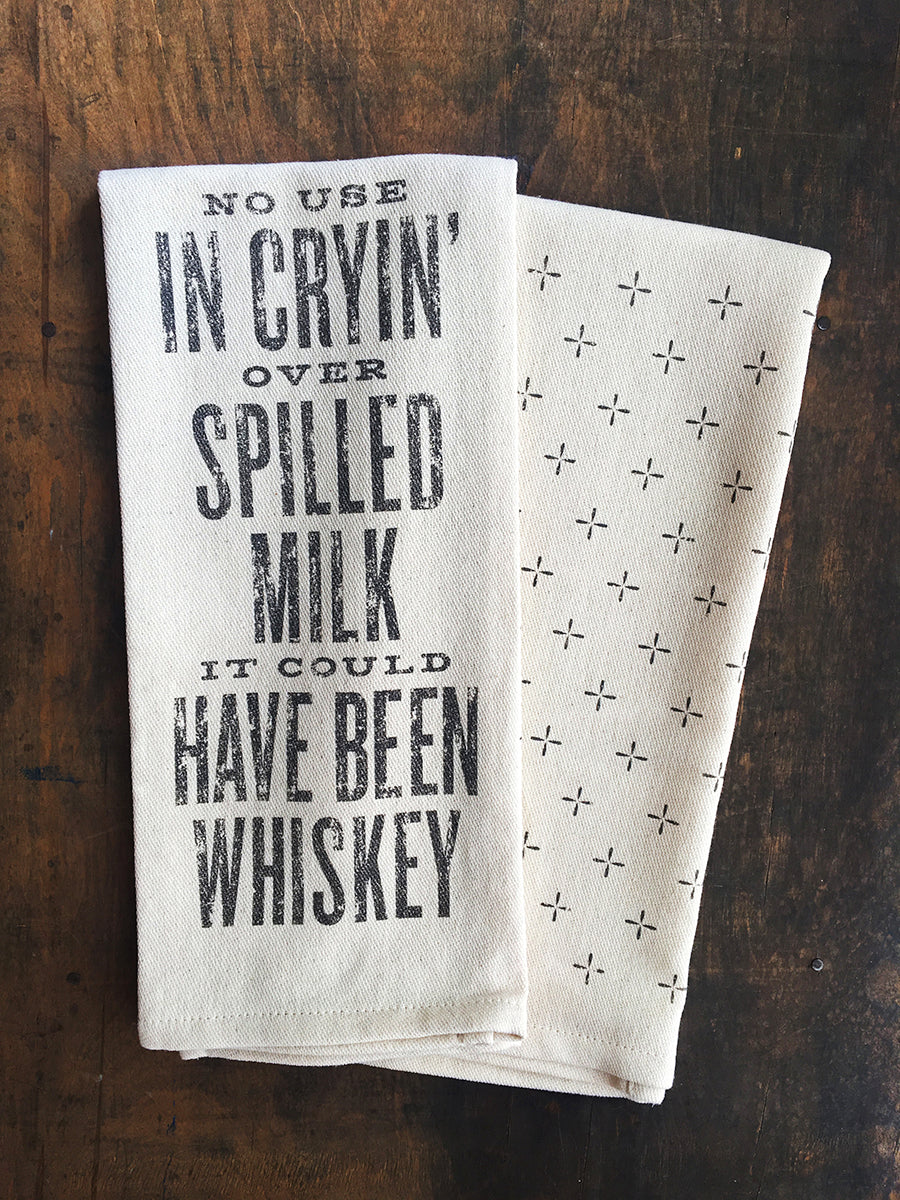 NO USE
IN CRYIN'
OVER
SPILLED
MILK
IT COULD
HAVE BEEN
WHISKEY